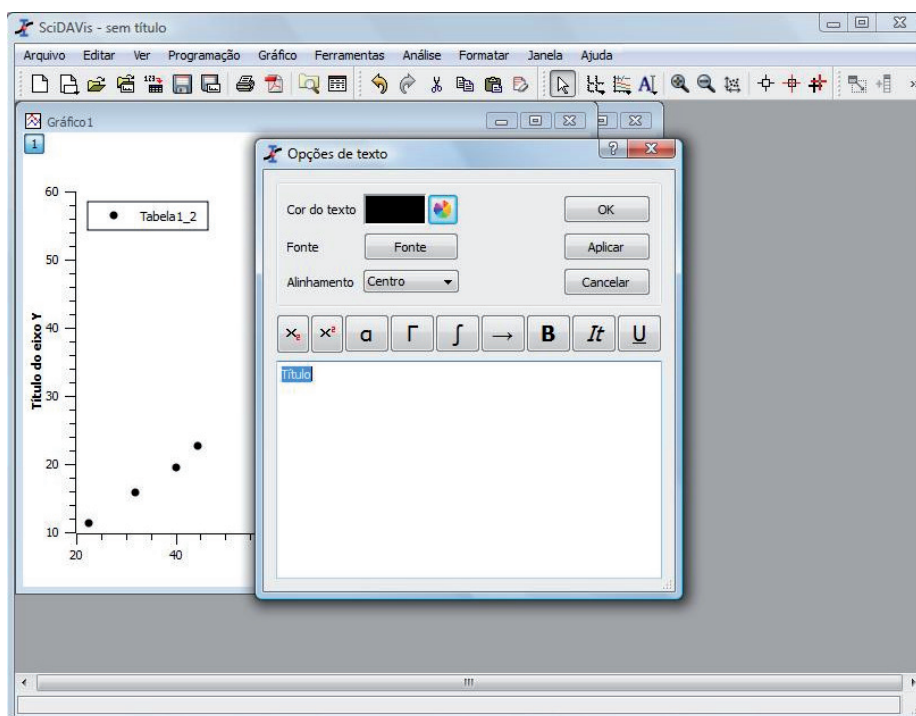 SciDAVis - sem título
Arquivo Editar Ver Programação Gráfico Ferramentas Análise Formatar Janela Ajuda
Gráfico1
1
Opções de texto
Cor do texto
OK
Fonte
Fonte
Aplicar
Alinhamento
Centro
Cancelar
x₂ x² α Γ ∫ → B It U
Título
Tabela1_2
Título do eixo Y
60
50
40
30
20
10
20
40